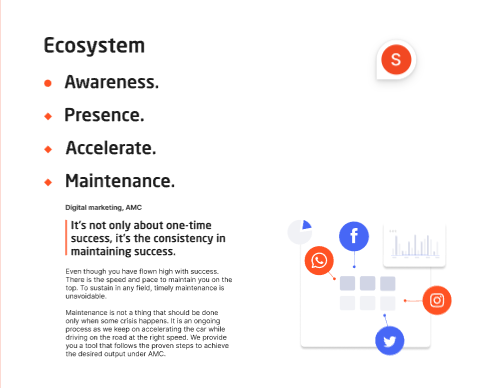 Ecosystem
S
Awareness.
Presence.
Accelerate.
Maintenance.
Digital marketing, AMC
It's not only about one-time
success, it's the consistency in
maintaining success.
Even though you have flown high with success.
There is the speed and pace to maintain you on
the top. To sustain in any field, timely maintenance is
unavoidable.
Maintenance is not a thing that should be done
only when some crisis happens. It is an ongoing
process as we keep on accelerating the car while
driving on the road at the right speed. We provide
you a tool that follows the proven steps to achieve
the desired output under AMC.